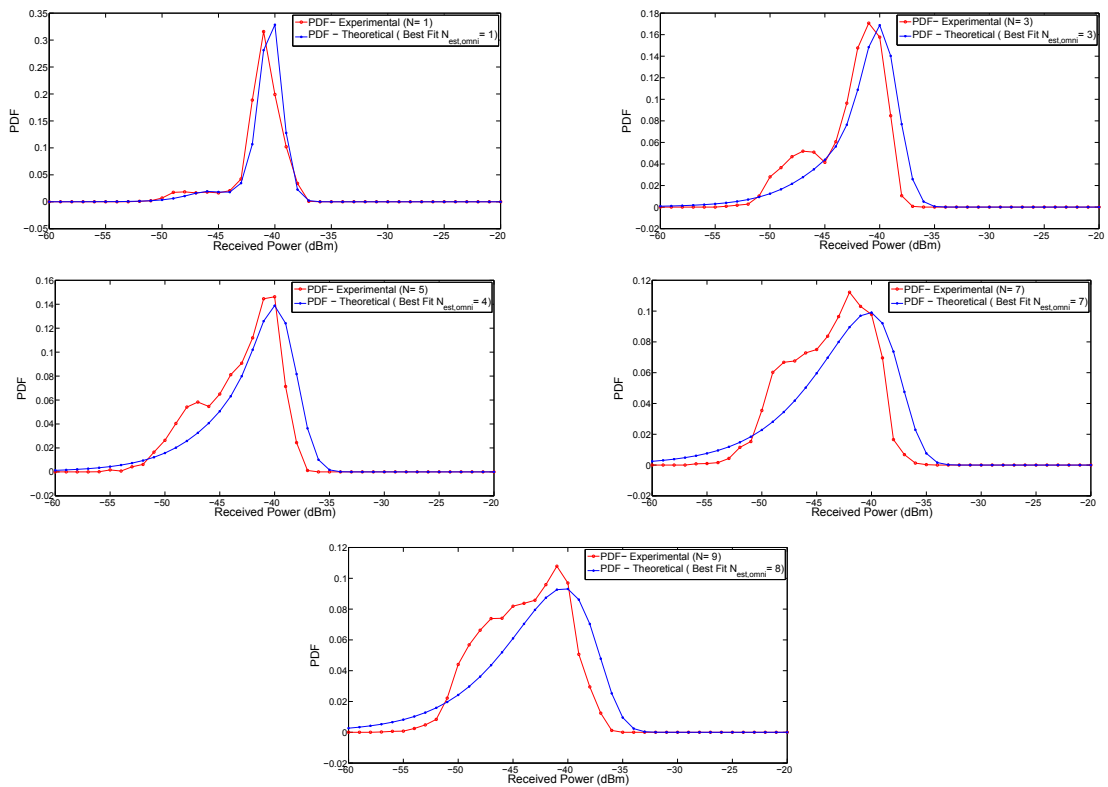 PDF− Experimental (N= 1)
PDF − Theoretical ( Best Fit N_est,omni= 1)
0.35
0.3
0.25
0.2
0.15
0.1
0.05
0
−0.05
PDF
−60 −55 −50 −45 −40 −35 −30 −25 −20
Received Power (dBm)
PDF− Experimental (N= 3)
PDF − Theoretical ( Best Fit N_est,omni= 3)
0.18
0.16
0.14
0.12
0.1
0.08
0.06
0.04
0.02
0
−0.02
PDF
−60 −55 −50 −45 −40 −35 −30 −25 −20
Received Power (dBm)
PDF− Experimental (N= 5)
PDF − Theoretical ( Best Fit N_est,omni= 4)
0.16
0.14
0.12
0.1
0.08
0.06
0.04
0.02
0
−0.02
PDF
−60 −55 −50 −45 −40 −35 −30 −25 −20
Received Power (dBm)
PDF− Experimental (N= 7)
PDF − Theoretical ( Best Fit N_est,omni= 7)
0.12
0.1
0.08
0.06
0.04
0.02
0
−0.02
PDF
−60 −55 −50 −45 −40 −35 −30 −25 −20
Received Power (dBm)
PDF− Experimental (N= 9)
PDF − Theoretical ( Best Fit N_est,omni= 8)
0.12
0.1
0.08
0.06
0.04
0.02
0
−0.02
PDF
−60 −55 −50 −45 −40 −35 −30 −25 −20
Received Power (dBm)